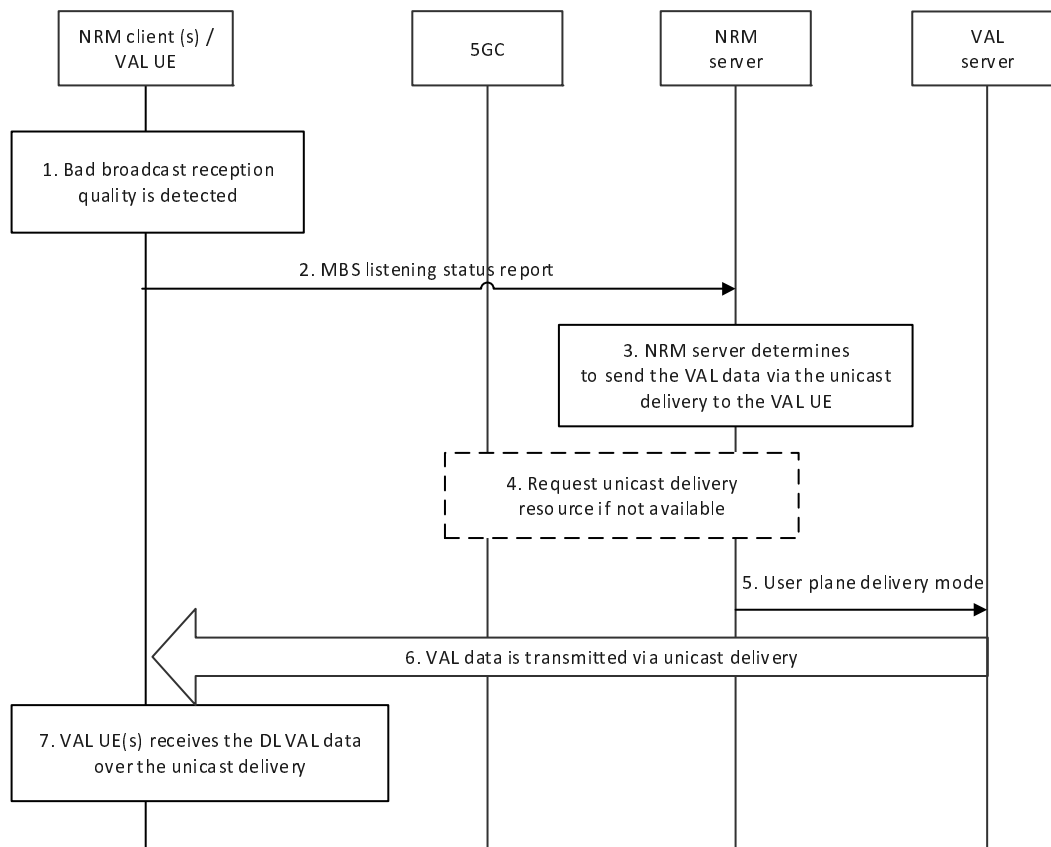 NRM client (s) /
VAL UE
5GC
NRM
server
VAL
server
1. Bad broadcast reception
quality is detected
2. MBS listening status report
3. NRM server determines
to send the VAL data via the unicast
delivery to the VAL UE
4. Request unicast delivery
resource if not available
5. User plane delivery mode
6. VAL data is transmitted via unicast delivery
7. VAL UE(s) receives the DL VAL data
over the unicast delivery